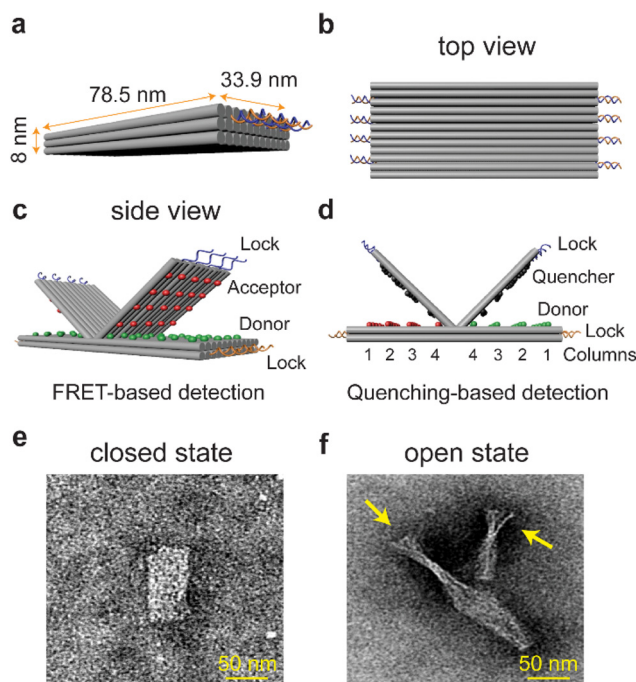 a
b
78.5 nm
33.9 nm
8 nm
top view
c
side view
d
Lock
Acceptor
Donor
Lock
FRET-based detection
Lock
Quencher
Donor
Lock
1 2 3 4 4 3 2 1 Columns
Quenching-based detection
e
closed state
f
open state
50 nm
50 nm